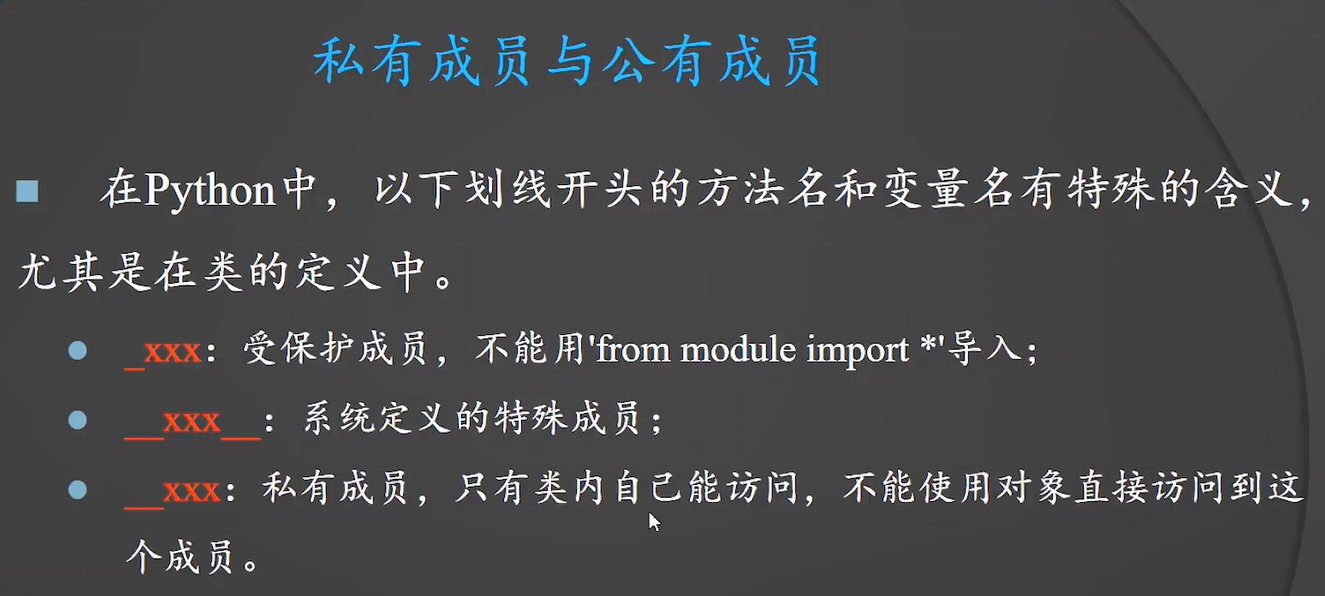 私有成员与公有成员
在Python中，以下划线开头的方法名和变量名有特殊的含义，
尤其是在类的定义中。
_xxx：受保护成员，不能用'from module import *'导入；
__xxx__：系统定义的特殊成员；
__xxx：私有成员，只有类内自己能访问，不能使用对象直接访问到这
个成员。